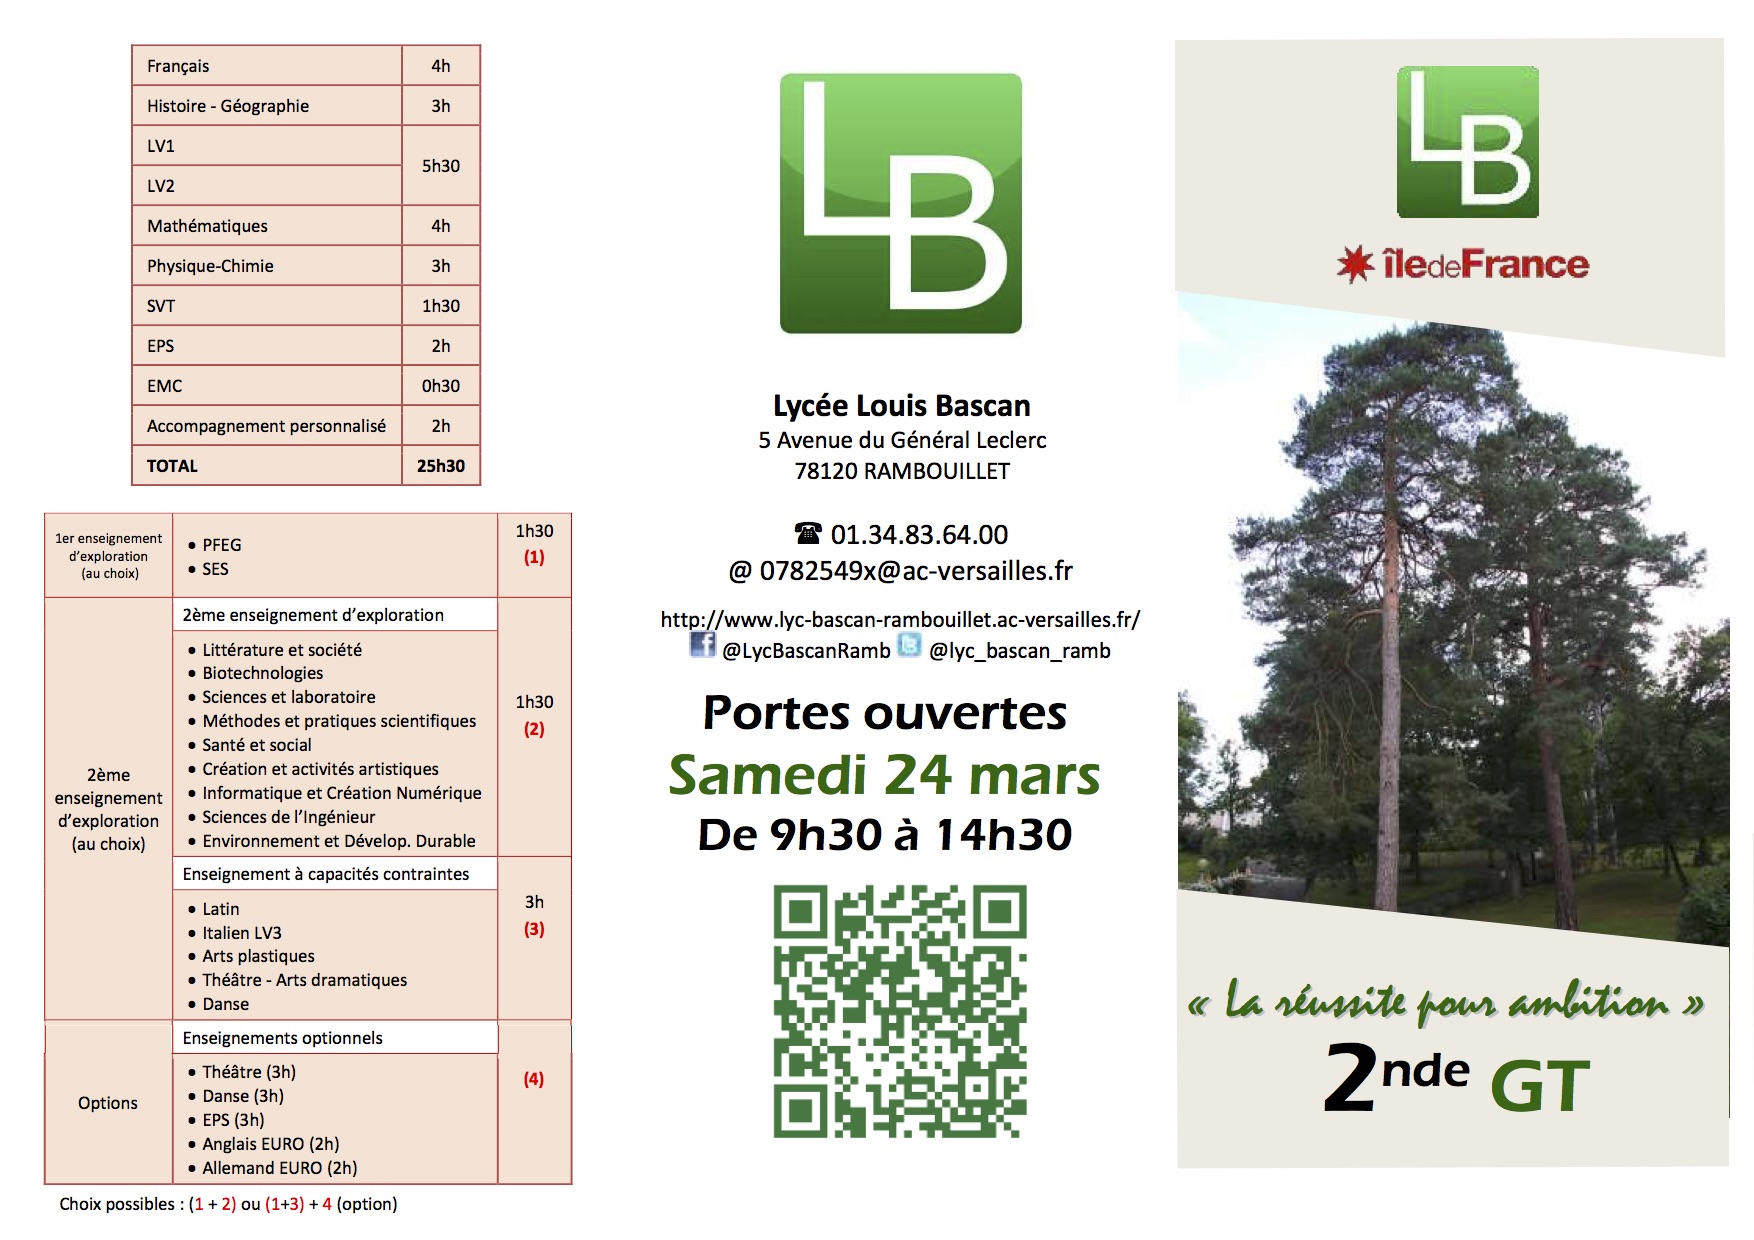 Français 4h
Histoire - Géographie 3h
LV1
5h30
LV2
Mathématiques 4h
Physique-Chimie 3h
SVT 1h30
EPS 2h
EMC 0h30
Accompagnement personnalisé 2h
TOTAL 25h30
1er enseignement
d’exploration
(au choix)
• PFEG
• SES
1h30
(1)
2ème
enseignement
d’exploration
(au choix)
2ème enseignement d’exploration
• Littérature et société
• Biotechnologies
• Sciences et laboratoire
• Méthodes et pratiques scientifiques
• Santé et social
• Création et activités artistiques
• Informatique et Création Numérique
• Sciences de l’Ingénieur
• Environnement et Dévelop. Durable
1h30
(2)
Enseignement à capacités contraintes
• Latin
• Italien LV3
• Arts plastiques
• Théâtre - Arts dramatiques
• Danse
3h
(3)
Options
Enseignements optionnels
• Théâtre (3h)
• Danse (3h)
• EPS (3h)
• Anglais EURO (2h)
• Allemand EURO (2h)
(4)
Choix possibles : (1 + 2) ou (1+3) + 4 (option)
LB
Lycée Louis Bascan
5 Avenue du Général Leclerc
78120 RAMBOUILLET
☎ 01.34.83.64.00
@ 0782549x@ac-versailles.fr
http://www.lyc-bascan-rambouillet.ac-versailles.fr/
f @LycBascanRamb @lyc_bascan_ramb
Portes ouvertes
Samedi 24 mars
De 9h30 à 14h30
LB
îledeFrance
« La réussite pour ambition »
2nde GT